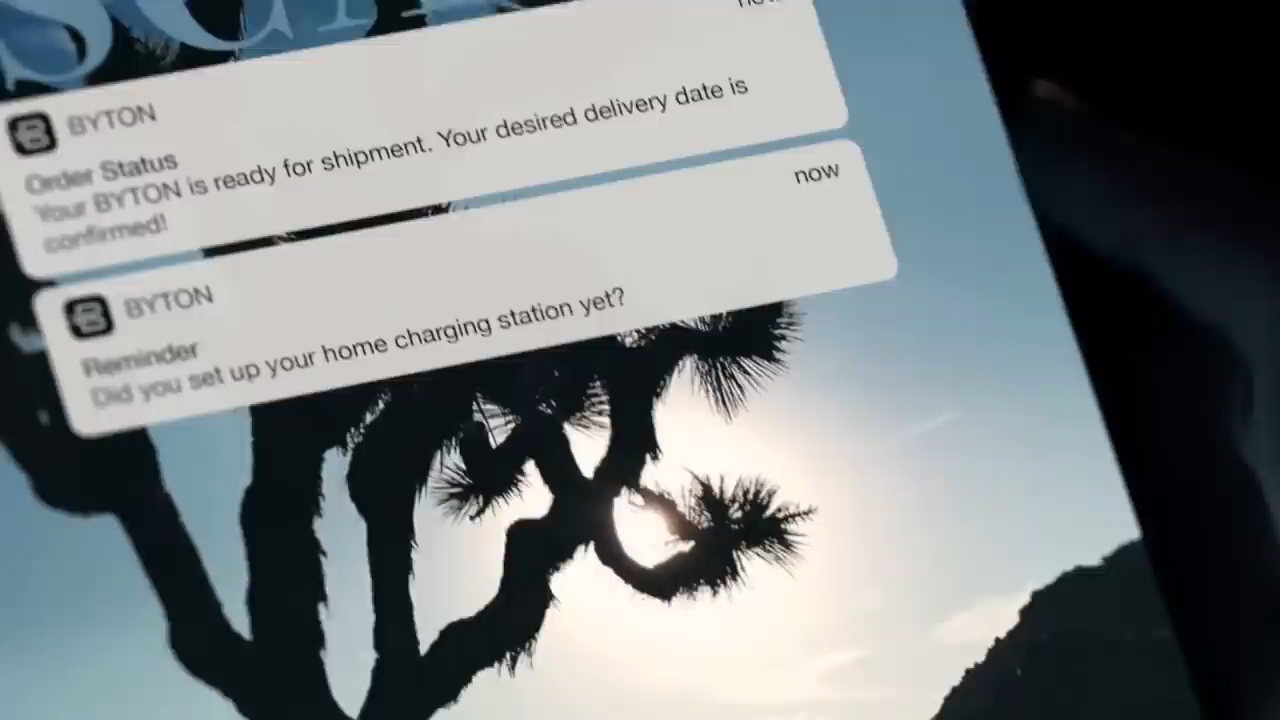 now
BYTON
Order Status
Your BYTON is ready for shipment. Your desired delivery date is
confirmed!
now
BYTON
Reminder
Did you set up your home charging station yet?